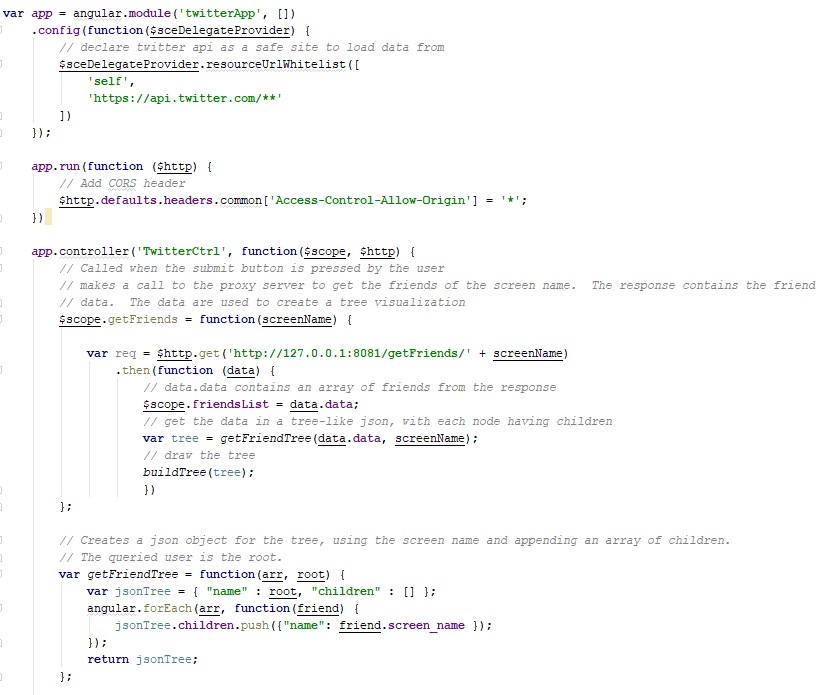 var app = angular.module('twitterApp', [])
    .config(function($sceDelegateProvider) {
        // declare twitter api as a safe site to load data from
        $sceDelegateProvider.resourceUrlWhitelist([
            'self',
            'https://api.twitter.com/**'
        ])
    });

    app.run(function ($http) {
        // Add CORS header
        $http.defaults.headers.common['Access-Control-Allow-Origin'] = '*';
    })

    app.controller('TwitterCtrl', function($scope, $http) {
        // Called when the submit button is pressed by the user
        // makes a call to the proxy server to get the friends of the screen name.  The response contains the friend
        // data.  The data are used to create a tree visualization
        $scope.getFriends = function(screenName) {

            var req = $http.get('http://127.0.0.1:8081/getFriends/' + screenName)
                .then(function (data) {
                    // data.data contains an array of friends from the response
                    $scope.friendsList = data.data;
                    // get the data in a tree-like json, with each node having children
                    var tree = getFriendTree(data.data, screenName);
                    // draw the tree
                    buildTree(tree);
                    })
        };

        // Creates a json object for the tree, using the screen name and appending an array of children.
        // The queried user is the root.
        var getFriendTree = function(arr, root) {
            var jsonTree = { "name" : root, "children" : [] };
            angular.forEach(arr, function(friend) {
                jsonTree.children.push({"name": friend.screen_name });
            });
            return jsonTree;
        };